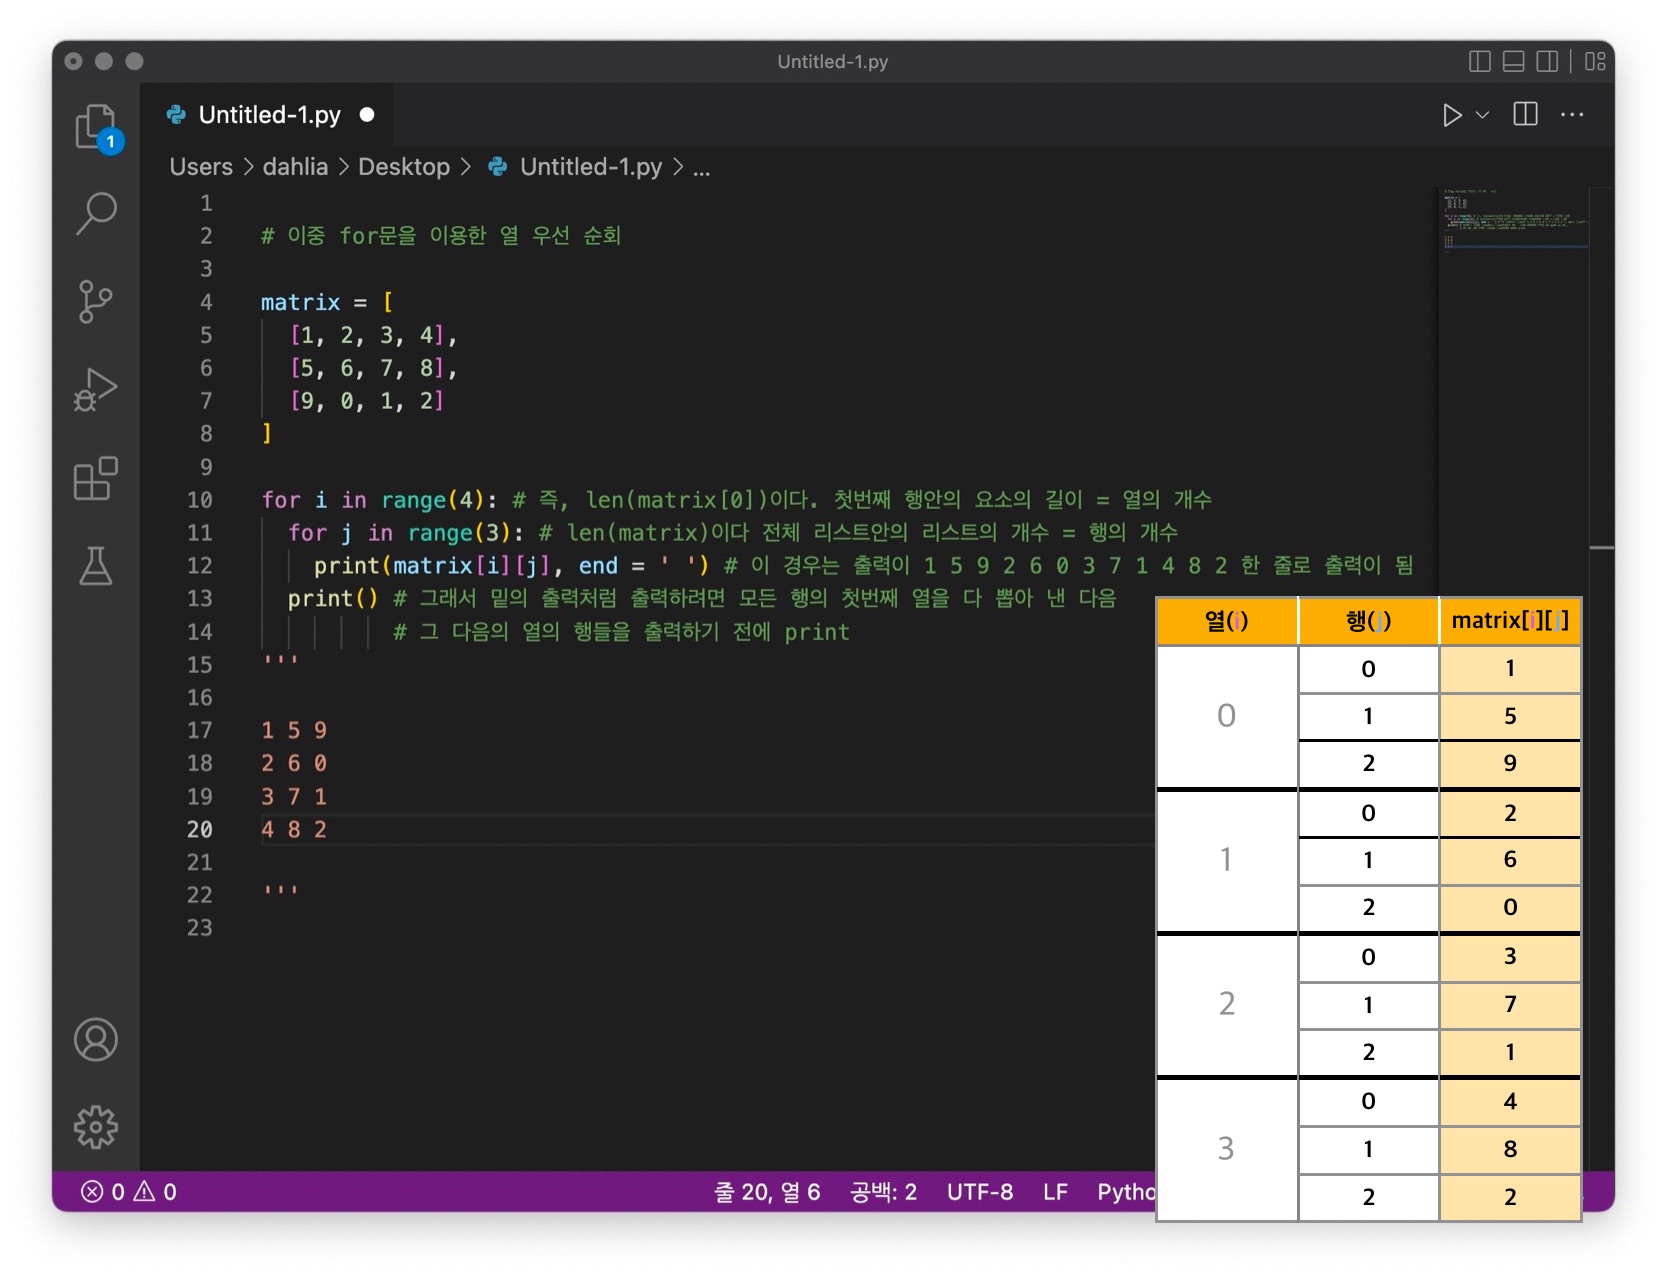 Untitled-1.py
Untitled-1.py
1
Users > dahlia > Desktop > Untitled-1.py > ...
1
2 # 이중 for문을 이용한 열 우선 순회
3
4 matrix = [
5 [1, 2, 3, 4],
6 [5, 6, 7, 8],
7 [9, 0, 1, 2]
8 ]
9
10 for i in range(4): # 즉, len(matrix[0])이다. 첫번째 행안의 요소의 길이 = 열의 개수
11 for j in range(3): # len(matrix)이다 전체 리스트안의 리스트의 개수 = 행의 개수
12 print(matrix[i][j], end = ' ') # 이 경우는 출력이 1 5 9 2 6 0 3 7 1 4 8 2 한 줄로 출력이 됨
13 print() # 그래서 밑의 출력처럼 출력하려면 모든 행의 첫번째 열을 다 뽑아 낸 다음
14 # 그 다음의 열의 행들을 출력하기 전에 print
15 '''
16
17 1 5 9
18 2 6 0
19 3 7 1
20 4 8 2
21
22 '''
23
열(i) 행(j) matrix[i][j]
0 0 1
1 5
2 9
1 0 2
1 6
2 0
2 0 3
1 7
2 1
3 0 4
1 8
2 2
0 0 줄 20, 열 6 공백: 2 UTF-8 LF Pytho